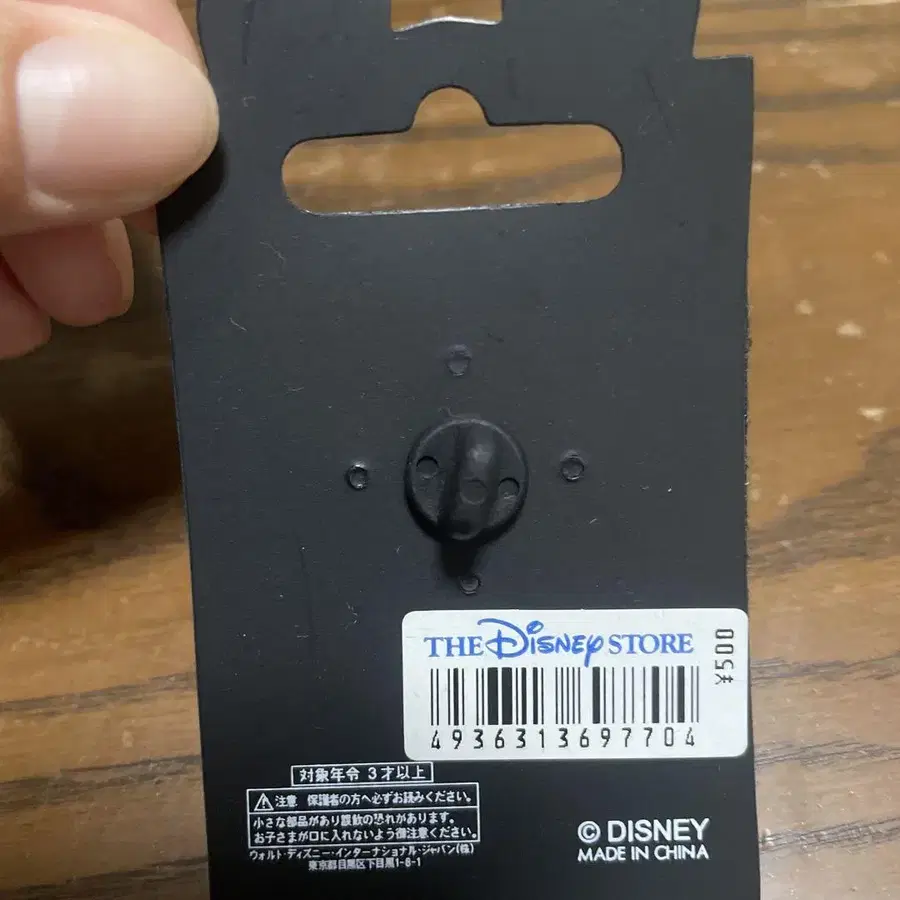 THE DISNEY STORE
¥500
4936313697704
対象年令 3才以上
⚠注意 保護者の方へ必ずお読みください。
小さな部品があり誤飲の恐れがあります。
お子さまが口に入れないよう御注意ください。
ウォルト・ディズニー・インターナショナル・ジャパン(株)
東京都目黒区下目黒1-8-1
© DISNEY
MADE IN CHINA